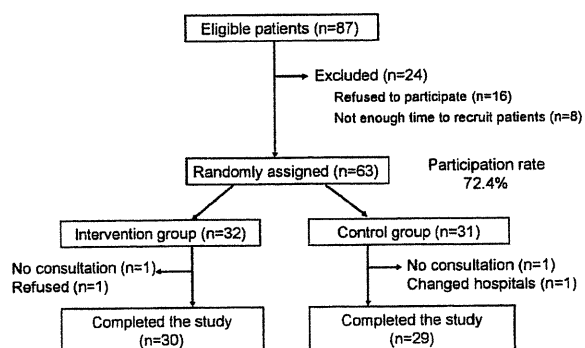 Eligible patients (n=87)
Excluded (n=24)
Refused to participate (n=16)
Not enough time to recruit patients (n=8)
Randomly assigned (n=63)
Participation rate
72.4%
Intervention group (n=32)
Control group (n=31)
No consultation (n=1)
Refused (n=1)
No consultation (n=1)
Changed hospitals (n=1)
Completed the study
(n=30)
Completed the study
(n=29)